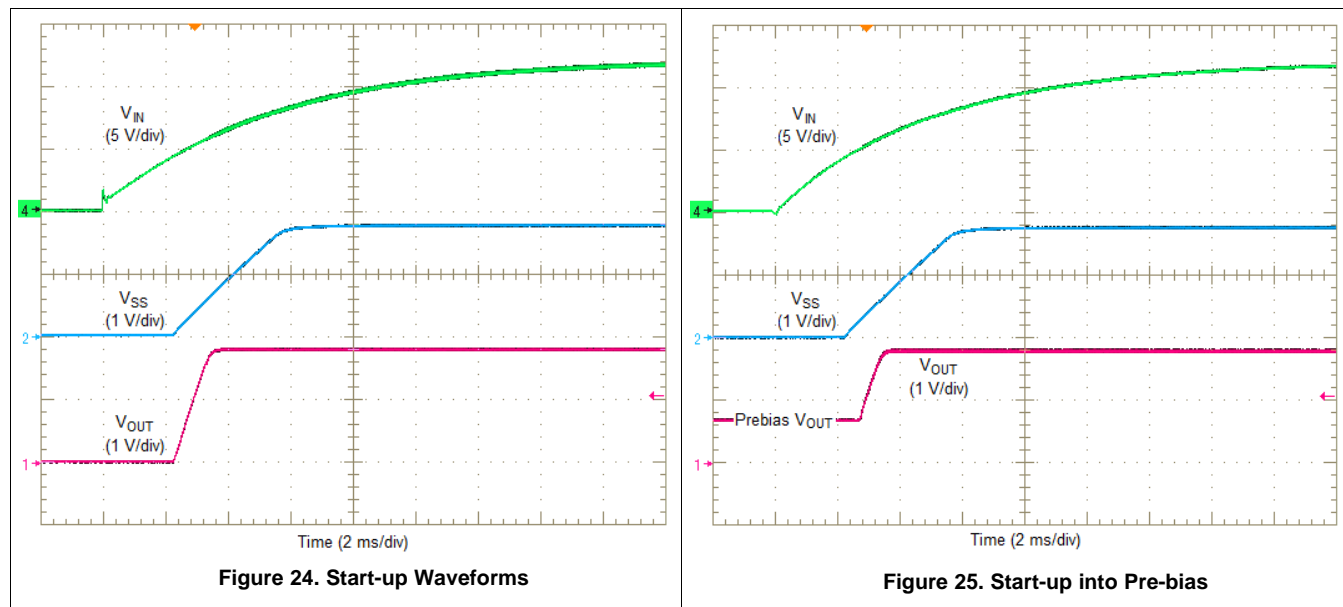 V_IN
(5 V/div)
4
V_SS
(1 V/div)
2
V_OUT
(1 V/div)
1
Time (2 ms/div)
Figure 24. Start-up Waveforms
V_IN
(5 V/div)
4
V_SS
(1 V/div)
2
V_OUT
(1 V/div)
Prebias V_OUT
1
Time (2 ms/div)
Figure 25. Start-up into Pre-bias